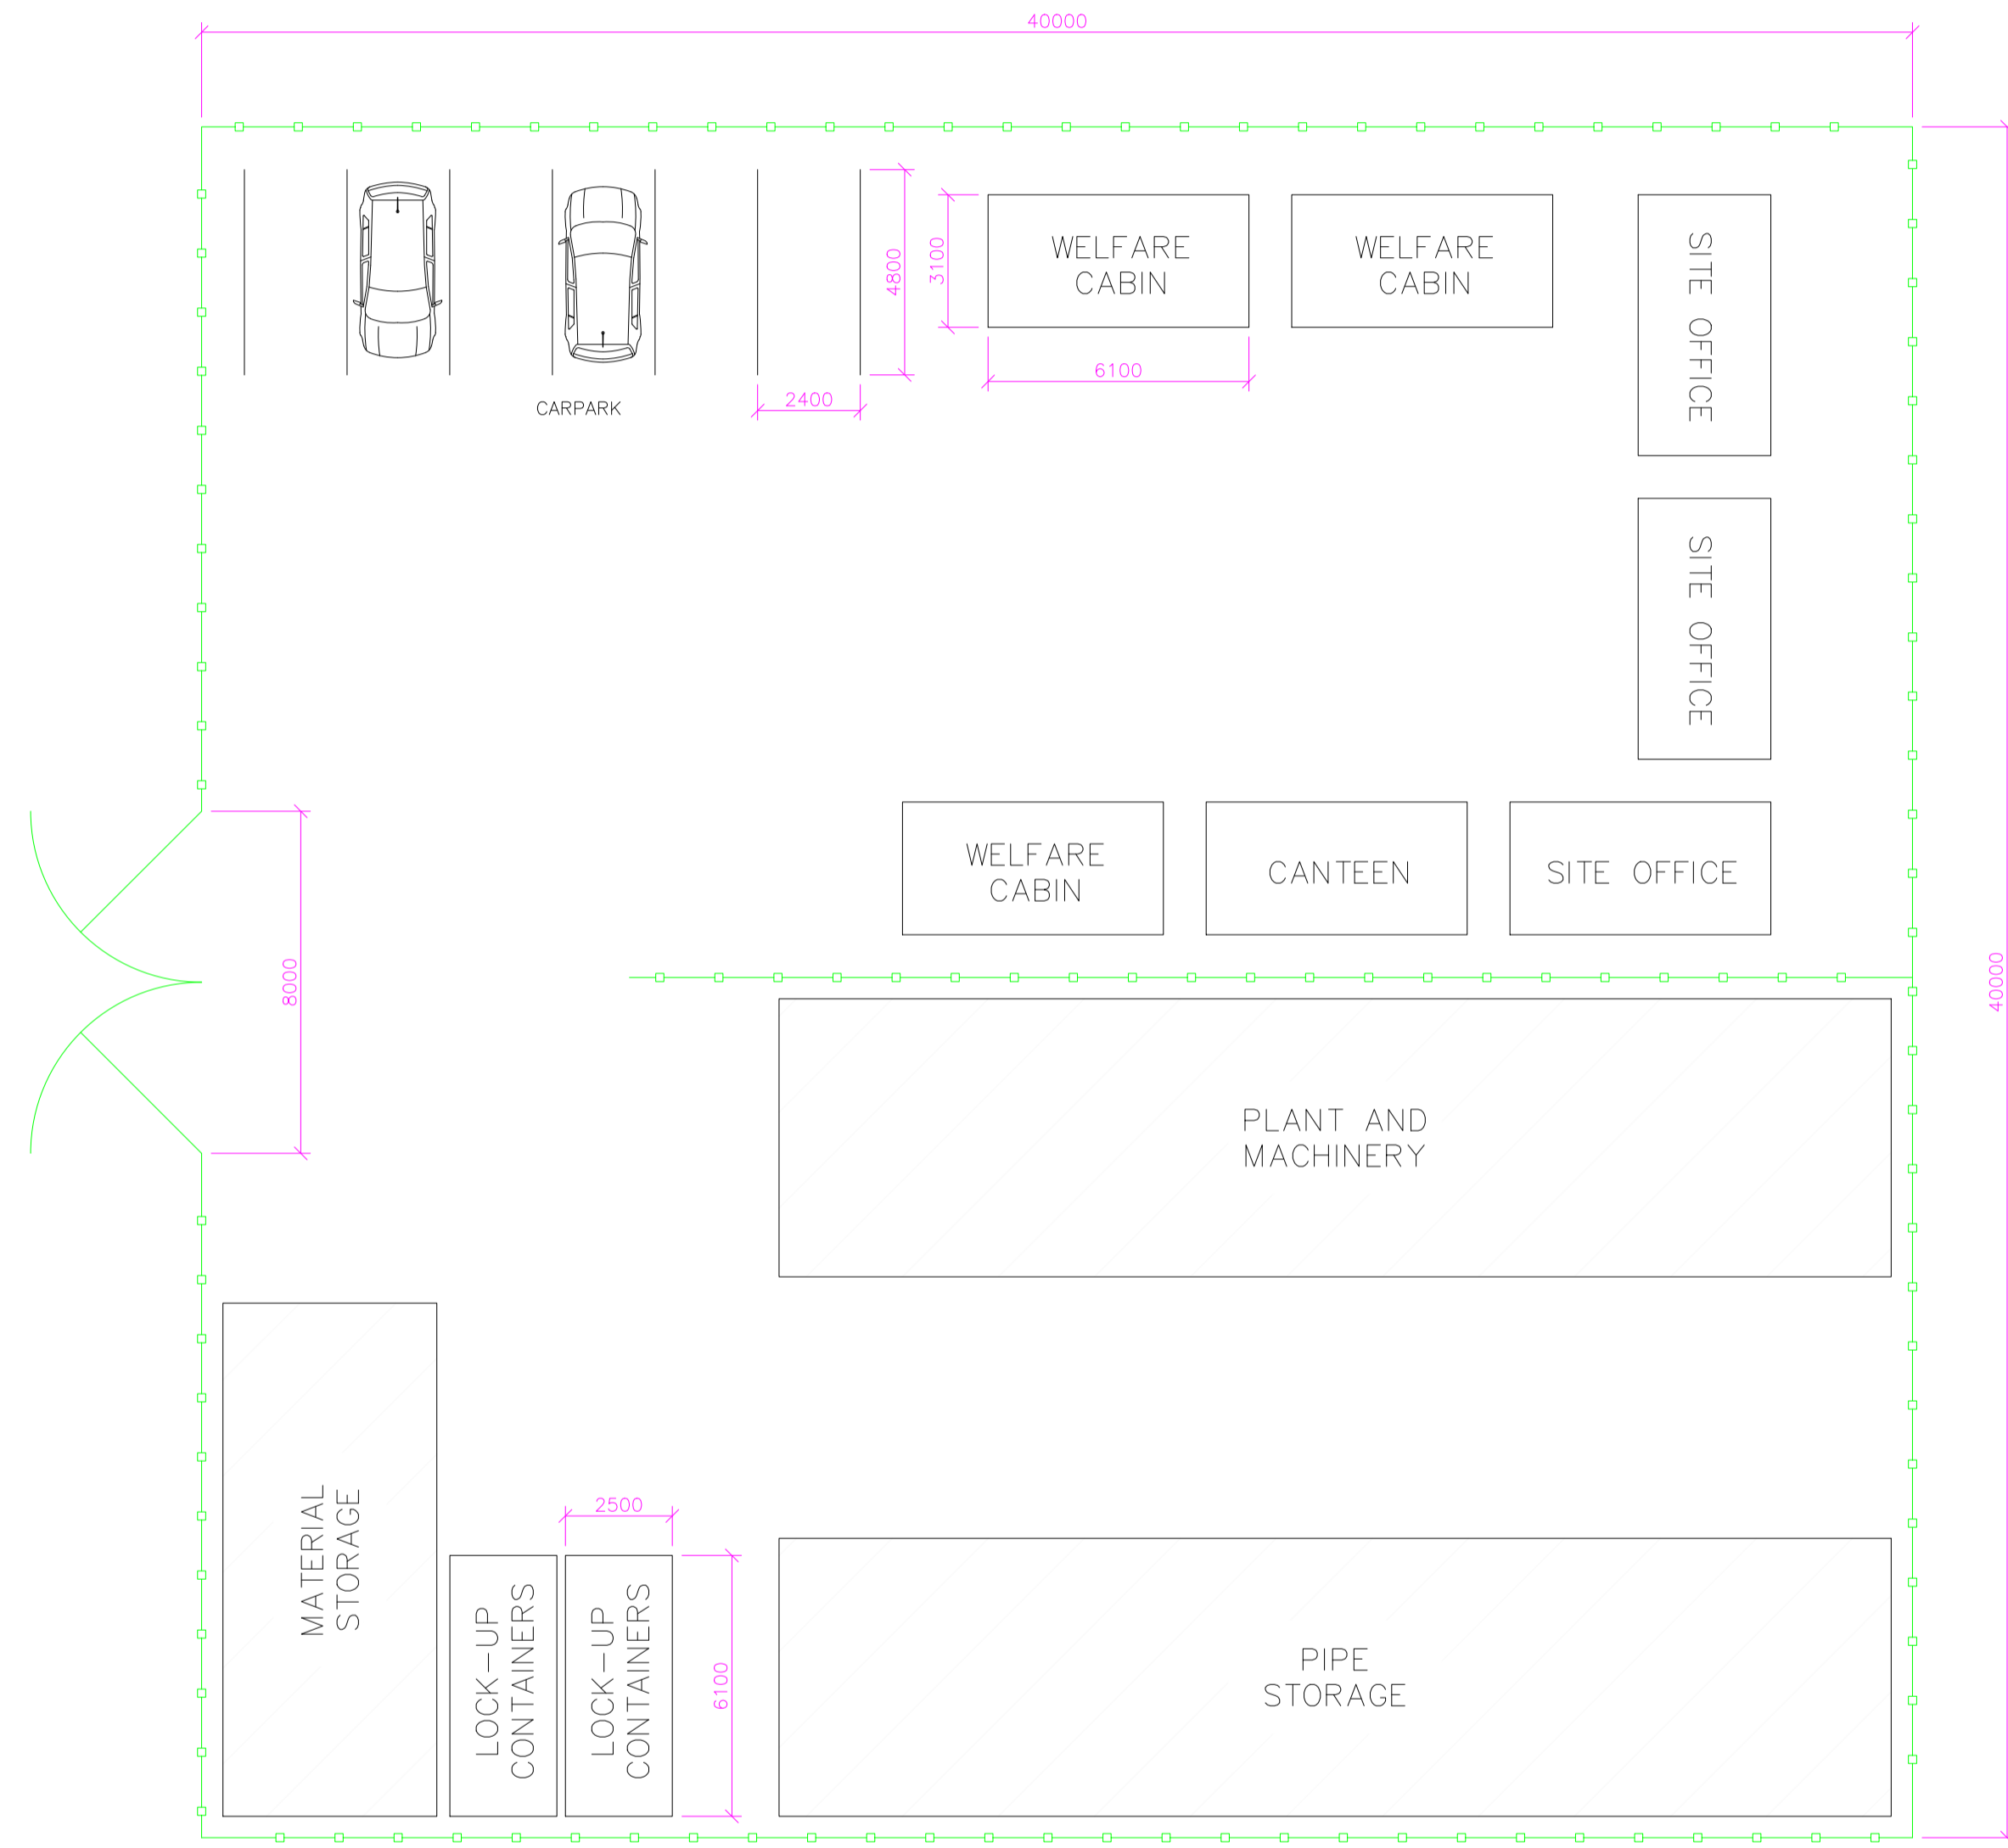 40000
4800
3100
WELFARE
CABIN
WELFARE
CABIN
SITE OFFICE
6100
2400
CARPARK
SITE OFFICE
WELFARE
CABIN
CANTEEN
SITE OFFICE
8000
40000
PLANT AND
MACHINERY
MATERIAL
STORAGE
2500
LOCK-UP
CONTAINERS
LOCK-UP
CONTAINERS
6100
PIPE
STORAGE